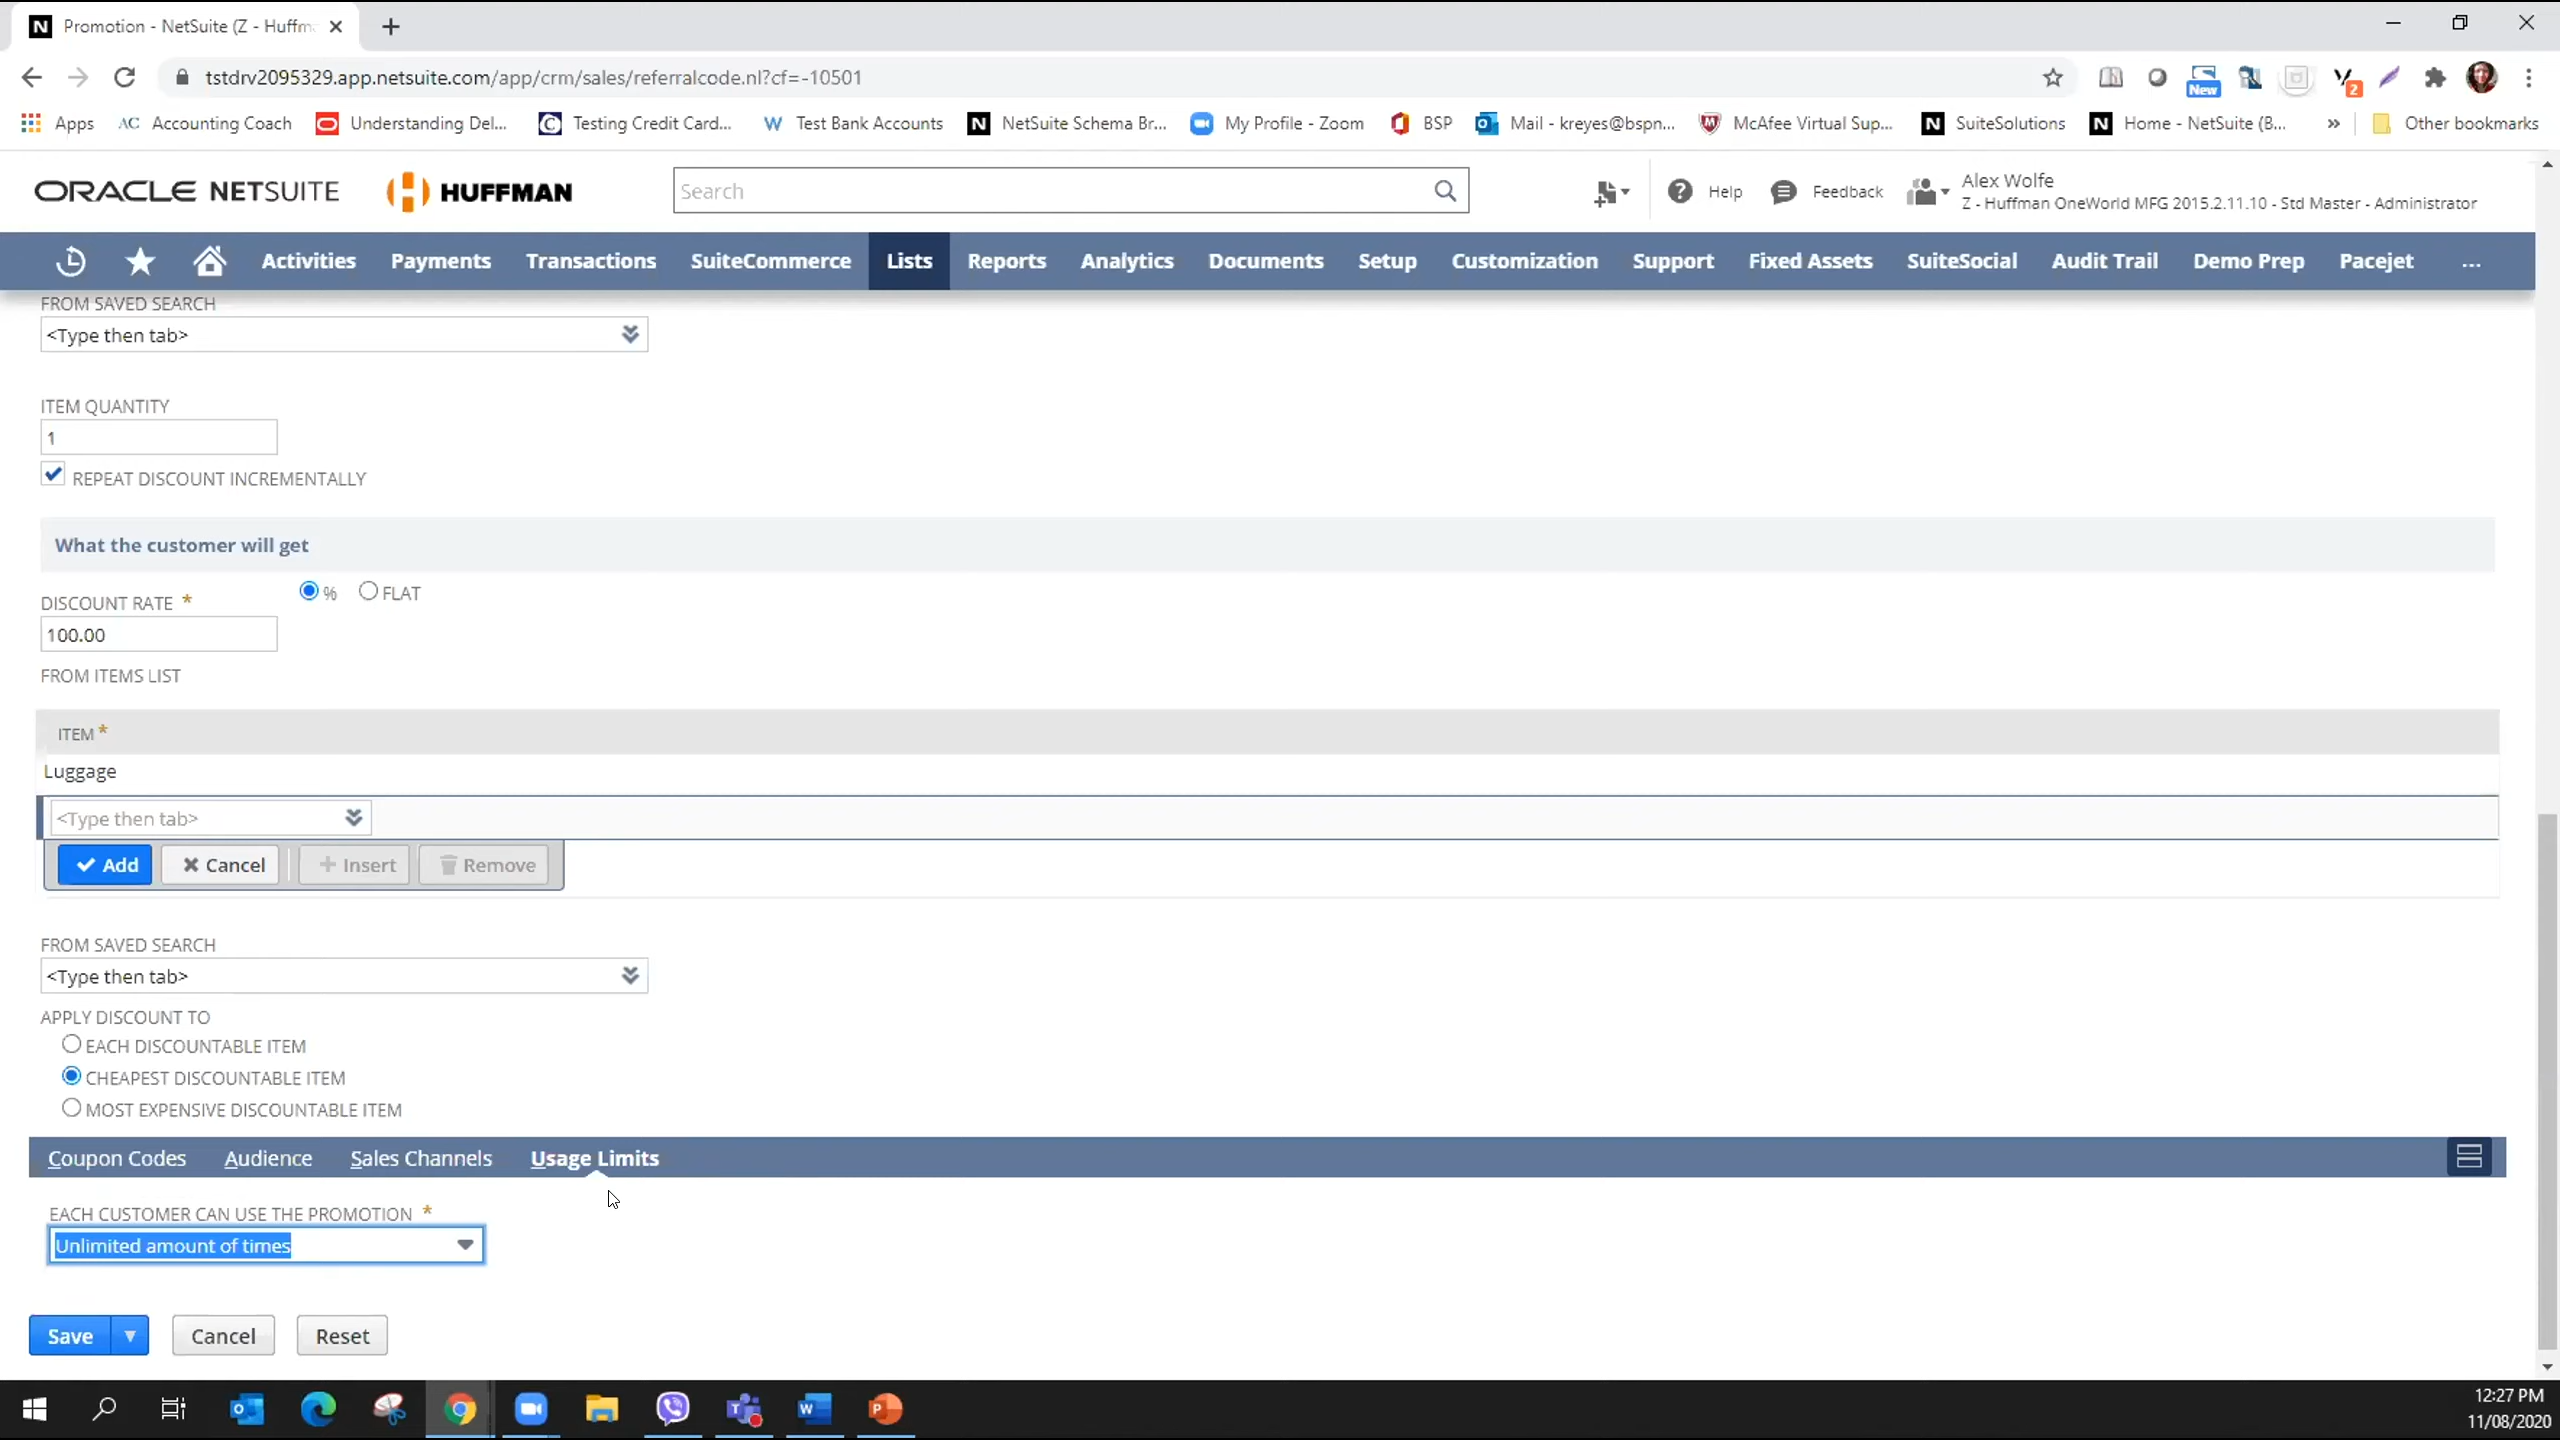 N Promotion - NetSuite (Z - Huffm
tstdrv2095329.app.netsuite.com/app/crm/sales/referralcode.nl?cf=-10501
New
2
Apps AC Accounting Coach Understanding Del... Testing Credit Card... W Test Bank Accounts N NetSuite Schema Br... My Profile - Zoom BSP Mail - kreyes@bspn... McAfee Virtual Sup... N SuiteSolutions N Home - NetSuite (B... » Other bookmarks
ORACLE NETSUITE HUFFMAN Search Help Feedback Alex Wolfe
Z - Huffman OneWorld MFG 2015.2.11.10 - Std Master - Administrator
Activities Payments Transactions SuiteCommerce Lists Reports Analytics Documents Setup Customization Support Fixed Assets SuiteSocial Audit Trail Demo Prep Pacejet ...
FROM SAVED SEARCH
<Type then tab>
ITEM QUANTITY
1
REPEAT DISCOUNT INCREMENTALLY
What the customer will get
DISCOUNT RATE * % FLAT
100.00
FROM ITEMS LIST
ITEM *
Luggage
<Type then tab>
Add Cancel Insert Remove
FROM SAVED SEARCH
<Type then tab>
APPLY DISCOUNT TO
EACH DISCOUNTABLE ITEM
CHEAPEST DISCOUNTABLE ITEM
MOST EXPENSIVE DISCOUNTABLE ITEM
Coupon Codes Audience Sales Channels Usage Limits
EACH CUSTOMER CAN USE THE PROMOTION *
Unlimited amount of times
Save Cancel Reset
12:27 PM
11/08/2020